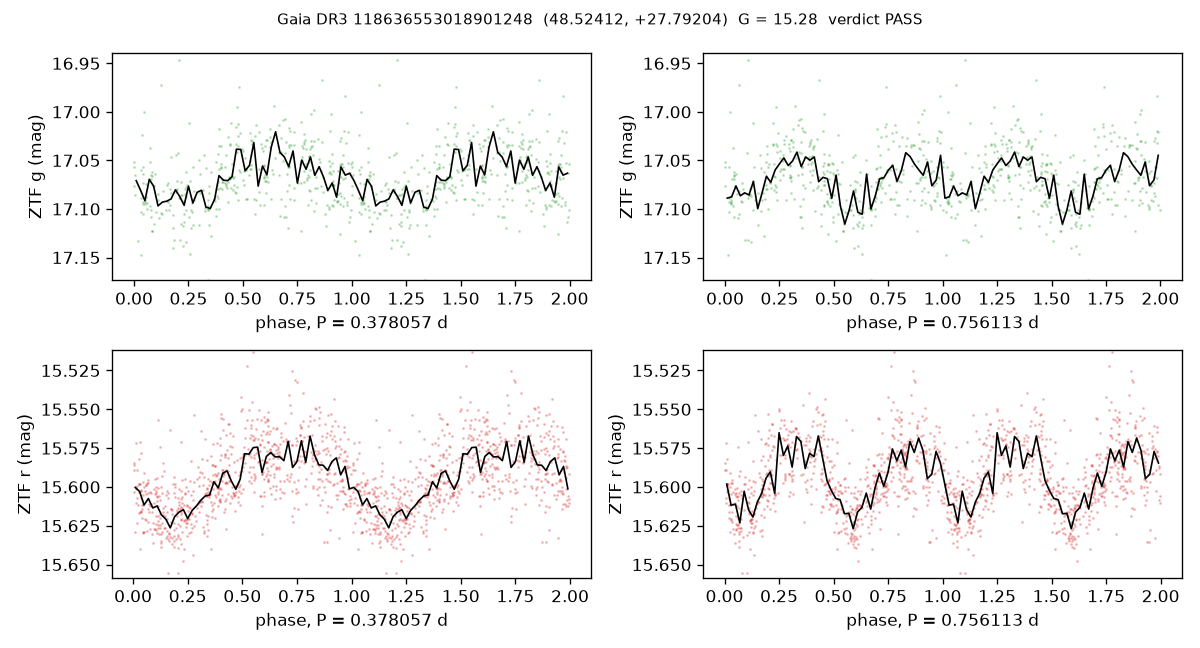 Gaia DR3 118636553018901248 (48.52412, +27.79204) G = 15.28 verdict PASS
ZTF g (mag)
16.95
17.00
17.05
17.10
17.15
0.00 0.25 0.50 0.75 1.00 1.25 1.50 1.75 2.00
phase, P = 0.378057 d
ZTF g (mag)
16.95
17.00
17.05
17.10
17.15
0.00 0.25 0.50 0.75 1.00 1.25 1.50 1.75 2.00
phase, P = 0.756113 d
ZTF r (mag)
15.525
15.550
15.575
15.600
15.625
15.650
0.00 0.25 0.50 0.75 1.00 1.25 1.50 1.75 2.00
phase, P = 0.378057 d
ZTF r (mag)
15.525
15.550
15.575
15.600
15.625
15.650
0.00 0.25 0.50 0.75 1.00 1.25 1.50 1.75 2.00
phase, P = 0.756113 d